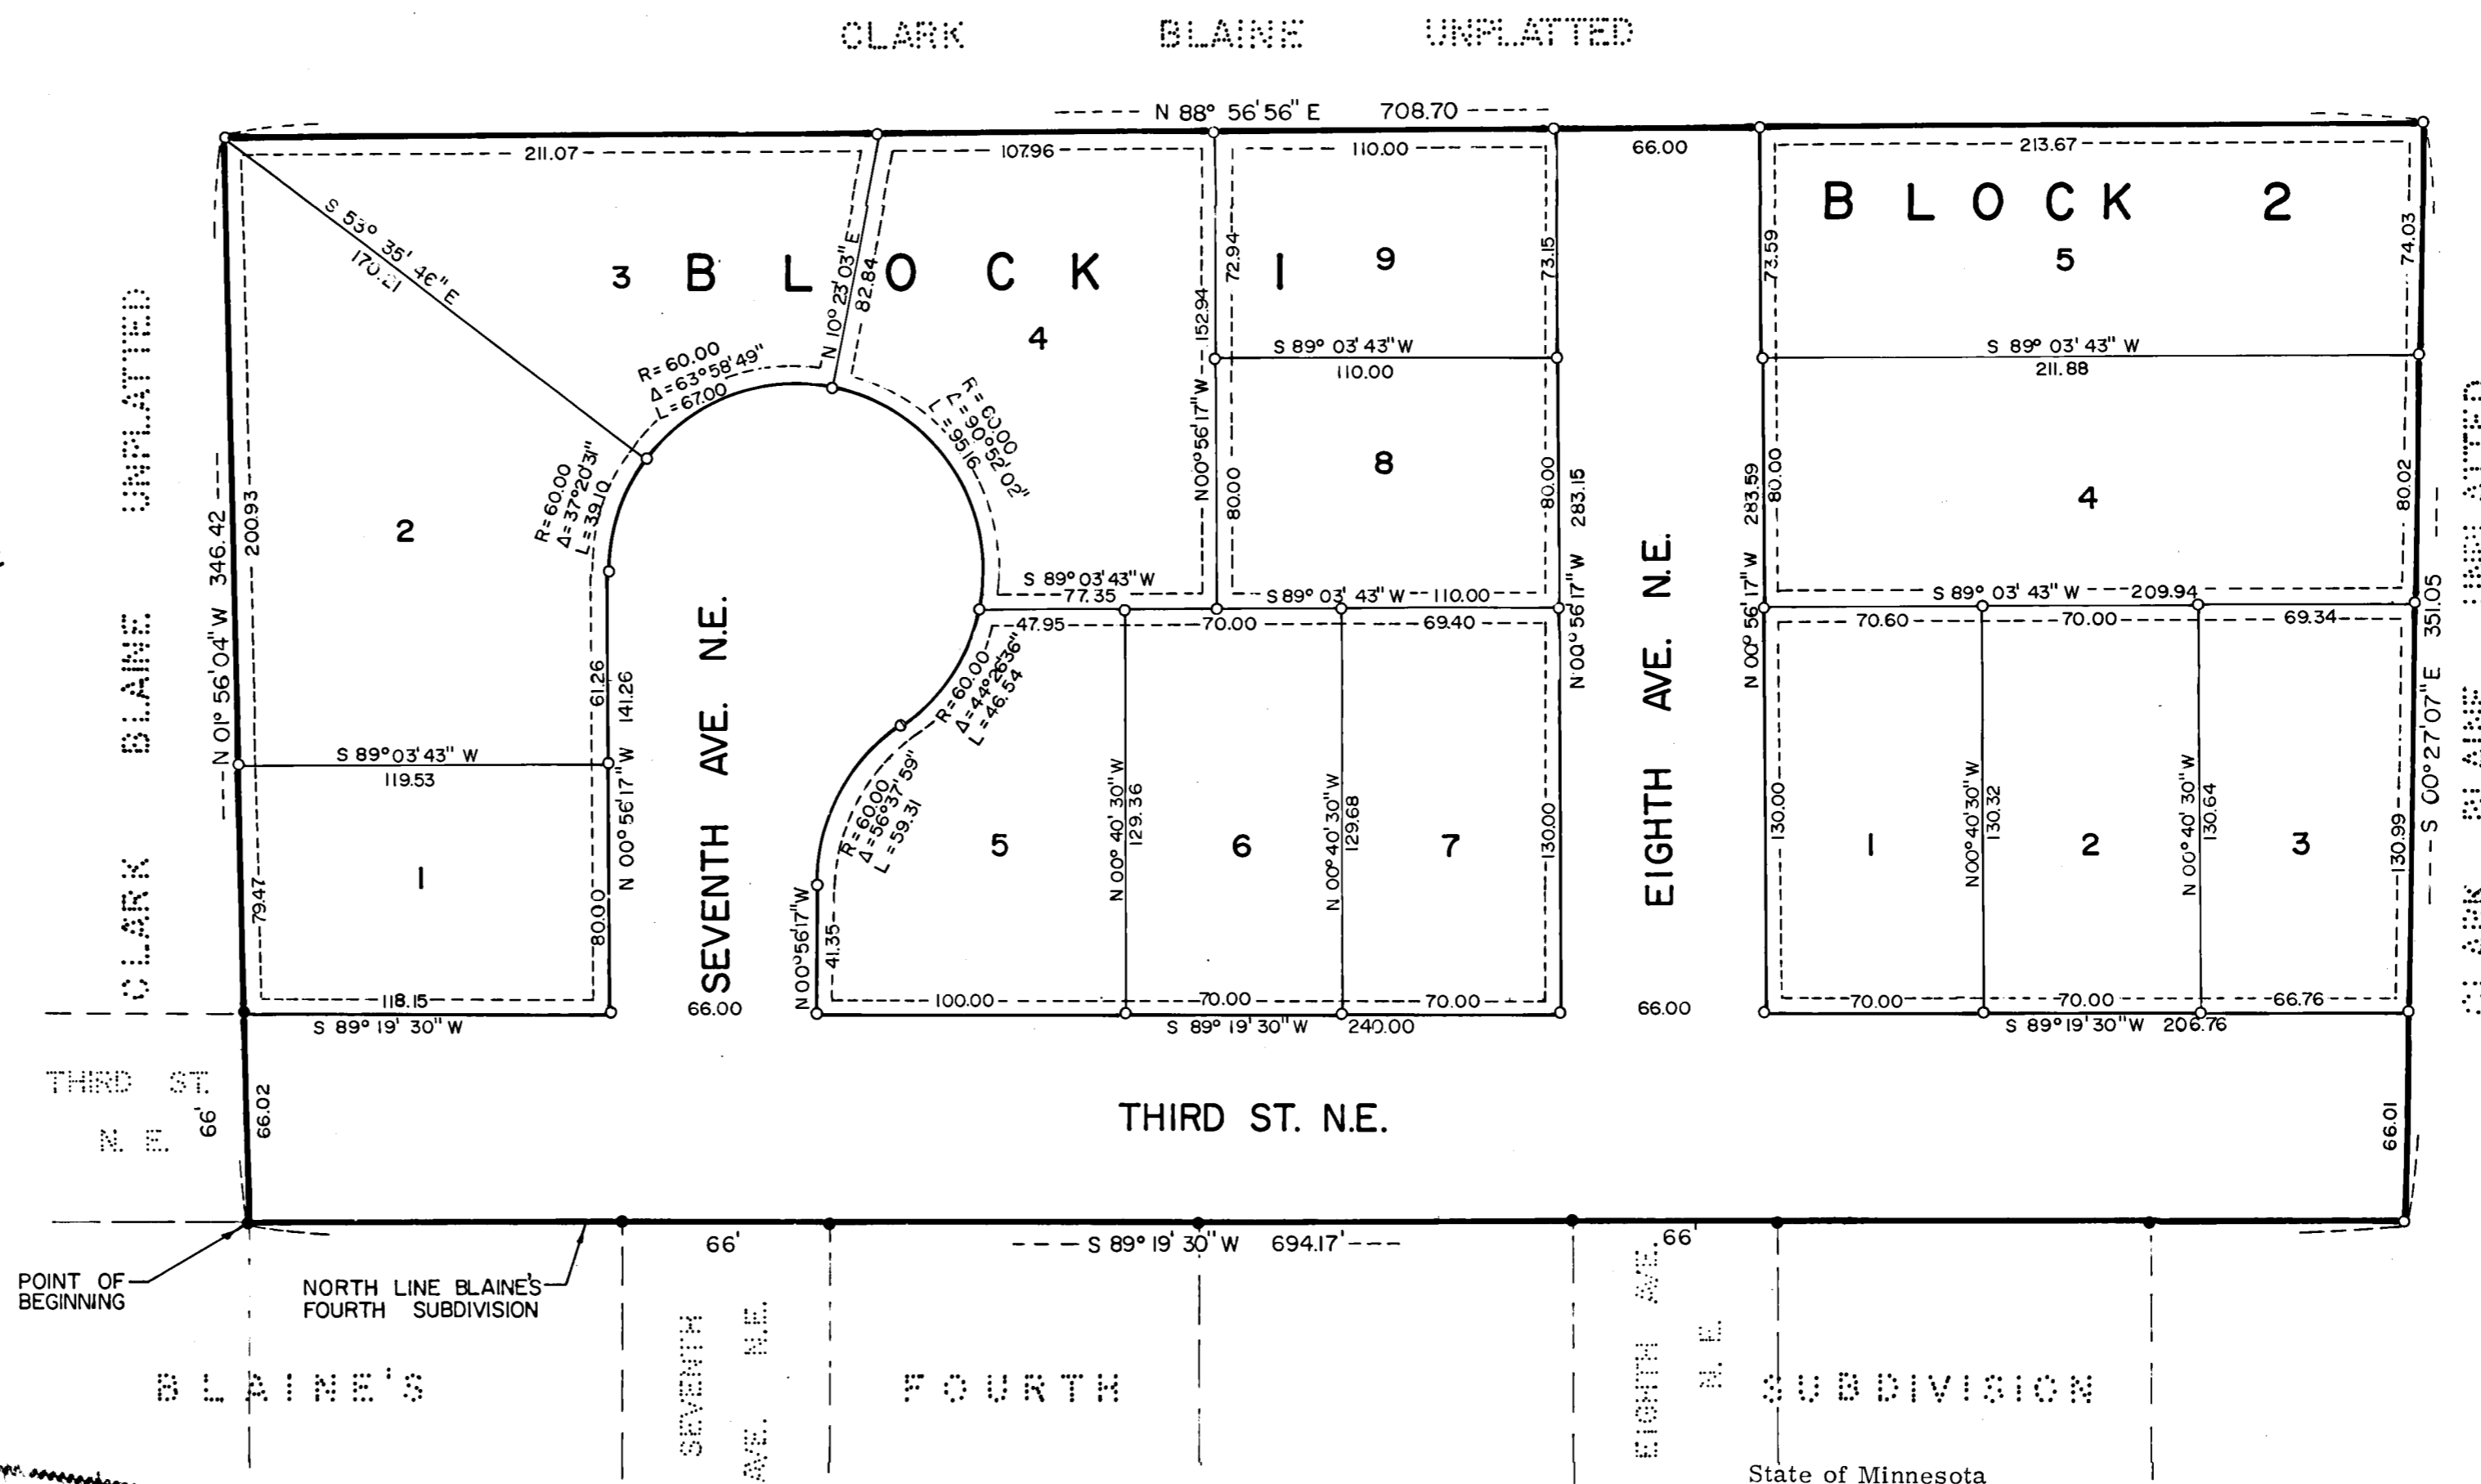 CLARK BLAINE UNPLATTED
N 88° 56' 56" E 708.70
211.07
107.96
110.00
66.00
213.67
BLOCK 2
5
74.03
73.59
S 53° 35' 46" E
3
BLOCK 1
N 10° 23' 03" E
82.84
4
72.94
152.94
9
73.15
S 89° 03' 43" W
110.00
S 89° 03' 43" W
211.88
R = 60.00
Δ = 63° 58' 49"
L = 67.00
R = 60.00
Δ = 90° 52' 02"
L = 95.16
N 00° 56' 17" W
80.00
8
80.00
283.15
N 00° 56' 17" W
283.59
N 00° 56' 17" W
80.00
4
80.02
CLARK BLAINE UNPLATTED
N 01° 56' 04" W 346.42
200.93
2
R = 60.00
Δ = 37° 20' 31"
L = 39.10
S 89° 03' 43" W
77.35
S 89° 03' 43" W 110.00
S 89° 03' 43" W 209.94
47.95
70.00
69.40
70.60
70.00
69.34
61.26
141.26
N 00° 56' 17" W
SEVENTH AVE. N.E.
R = 60.00
Δ = 44° 26' 36"
L = 46.54
EIGHTH AVE. N.E.
S 00° 27' 07" E 351.05
CLARK BLAINE UNPLATTED
S 89° 03' 43" W
119.53
R = 60.00
Δ = 56° 37' 59"
L = 59.31
1
79.47
80.00
N 00° 56' 17" W
41.35
5
N 00° 40' 30" W
129.36
6
N 00° 40' 30" W
129.68
7
130.00
130.00
1
N 00° 40' 30" W
130.32
2
N 00° 40' 30" W
130.64
3
130.99
118.15
100.00
70.00
70.00
70.00
70.00
66.76
S 89° 19' 30" W
66.00
S 89° 19' 30" W 240.00
66.00
S 89° 19' 30" W 206.76
THIRD ST.
N. E.
66'
66.02
THIRD ST. N.E.
66.01
66'
S 89° 19' 30" W 694.17'
66'
POINT OF
BEGINNING
NORTH LINE BLAINE'S
FOURTH SUBDIVISION
SEVENTH
AVE. N.E.
EIGHTH AVE.
N. E.
BLAINE'S FOURTH SUBDIVISION
State of Minnesota